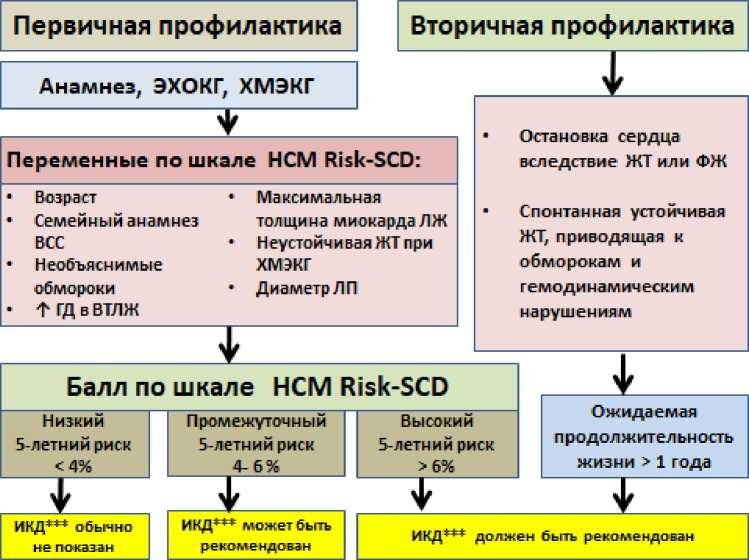 Первичная профилактика
Анамнез, ЭХОКГ, ХМЭКГ
Переменные по шкале HCM Risk-SCD:
• Возраст
• Семейный анамнез
ВСС
• Необъяснимые
обмороки
• ↑ ГД в ВТЛЖ
• Максимальная
толщина миокарда ЛЖ
• Неустойчивая ЖТ при
ХМЭКГ
• Диаметр ЛП
Балл по шкале HCM Risk-SCD
Низкий
5-летний риск
< 4%
Промежуточный
5-летний риск
4- 6 %
Высокий
5-летний риск
> 6%
ИКД*** обычно
не показан
ИКД*** может быть
рекомендован
Вторичная профилактика
• Остановка сердца
вследствие ЖТ или ФЖ
• Спонтанная устойчивая
ЖТ, приводящая к
обморокам и
гемодинамическим
нарушениям
Ожидаемая
продолжительность
жизни > 1 года
ИКД*** должен быть рекомендован